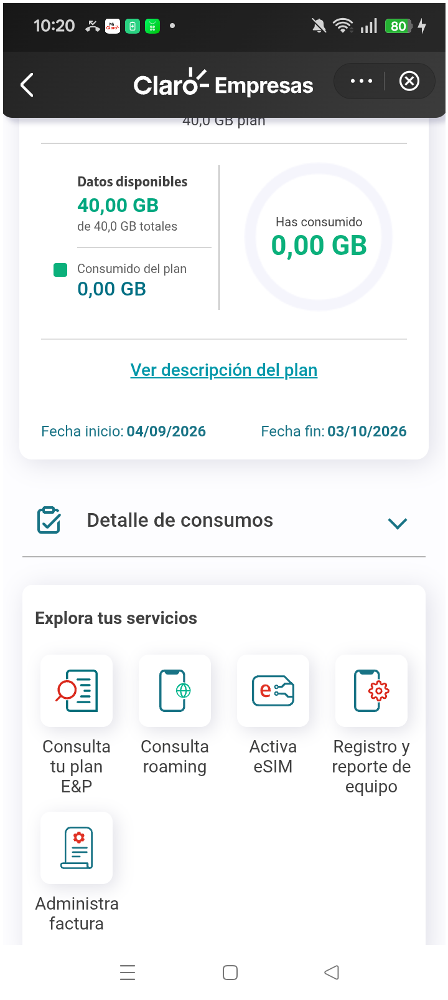 10:20
Mi
Claro
80
Claro- Empresas
40,0 GB plan
Datos disponibles
40,00 GB
de 40,0 GB totales
Consumido del plan
0,00 GB
Has consumido
0,00 GB
Ver descripción del plan
Fecha inicio: 04/09/2026
Fecha fin: 03/10/2026
Detalle de consumos
Explora tus servicios
Consulta
tu plan
E&P
Consulta
roaming
e
Activa
eSIM
Registro y
reporte de
equipo
Administra
factura